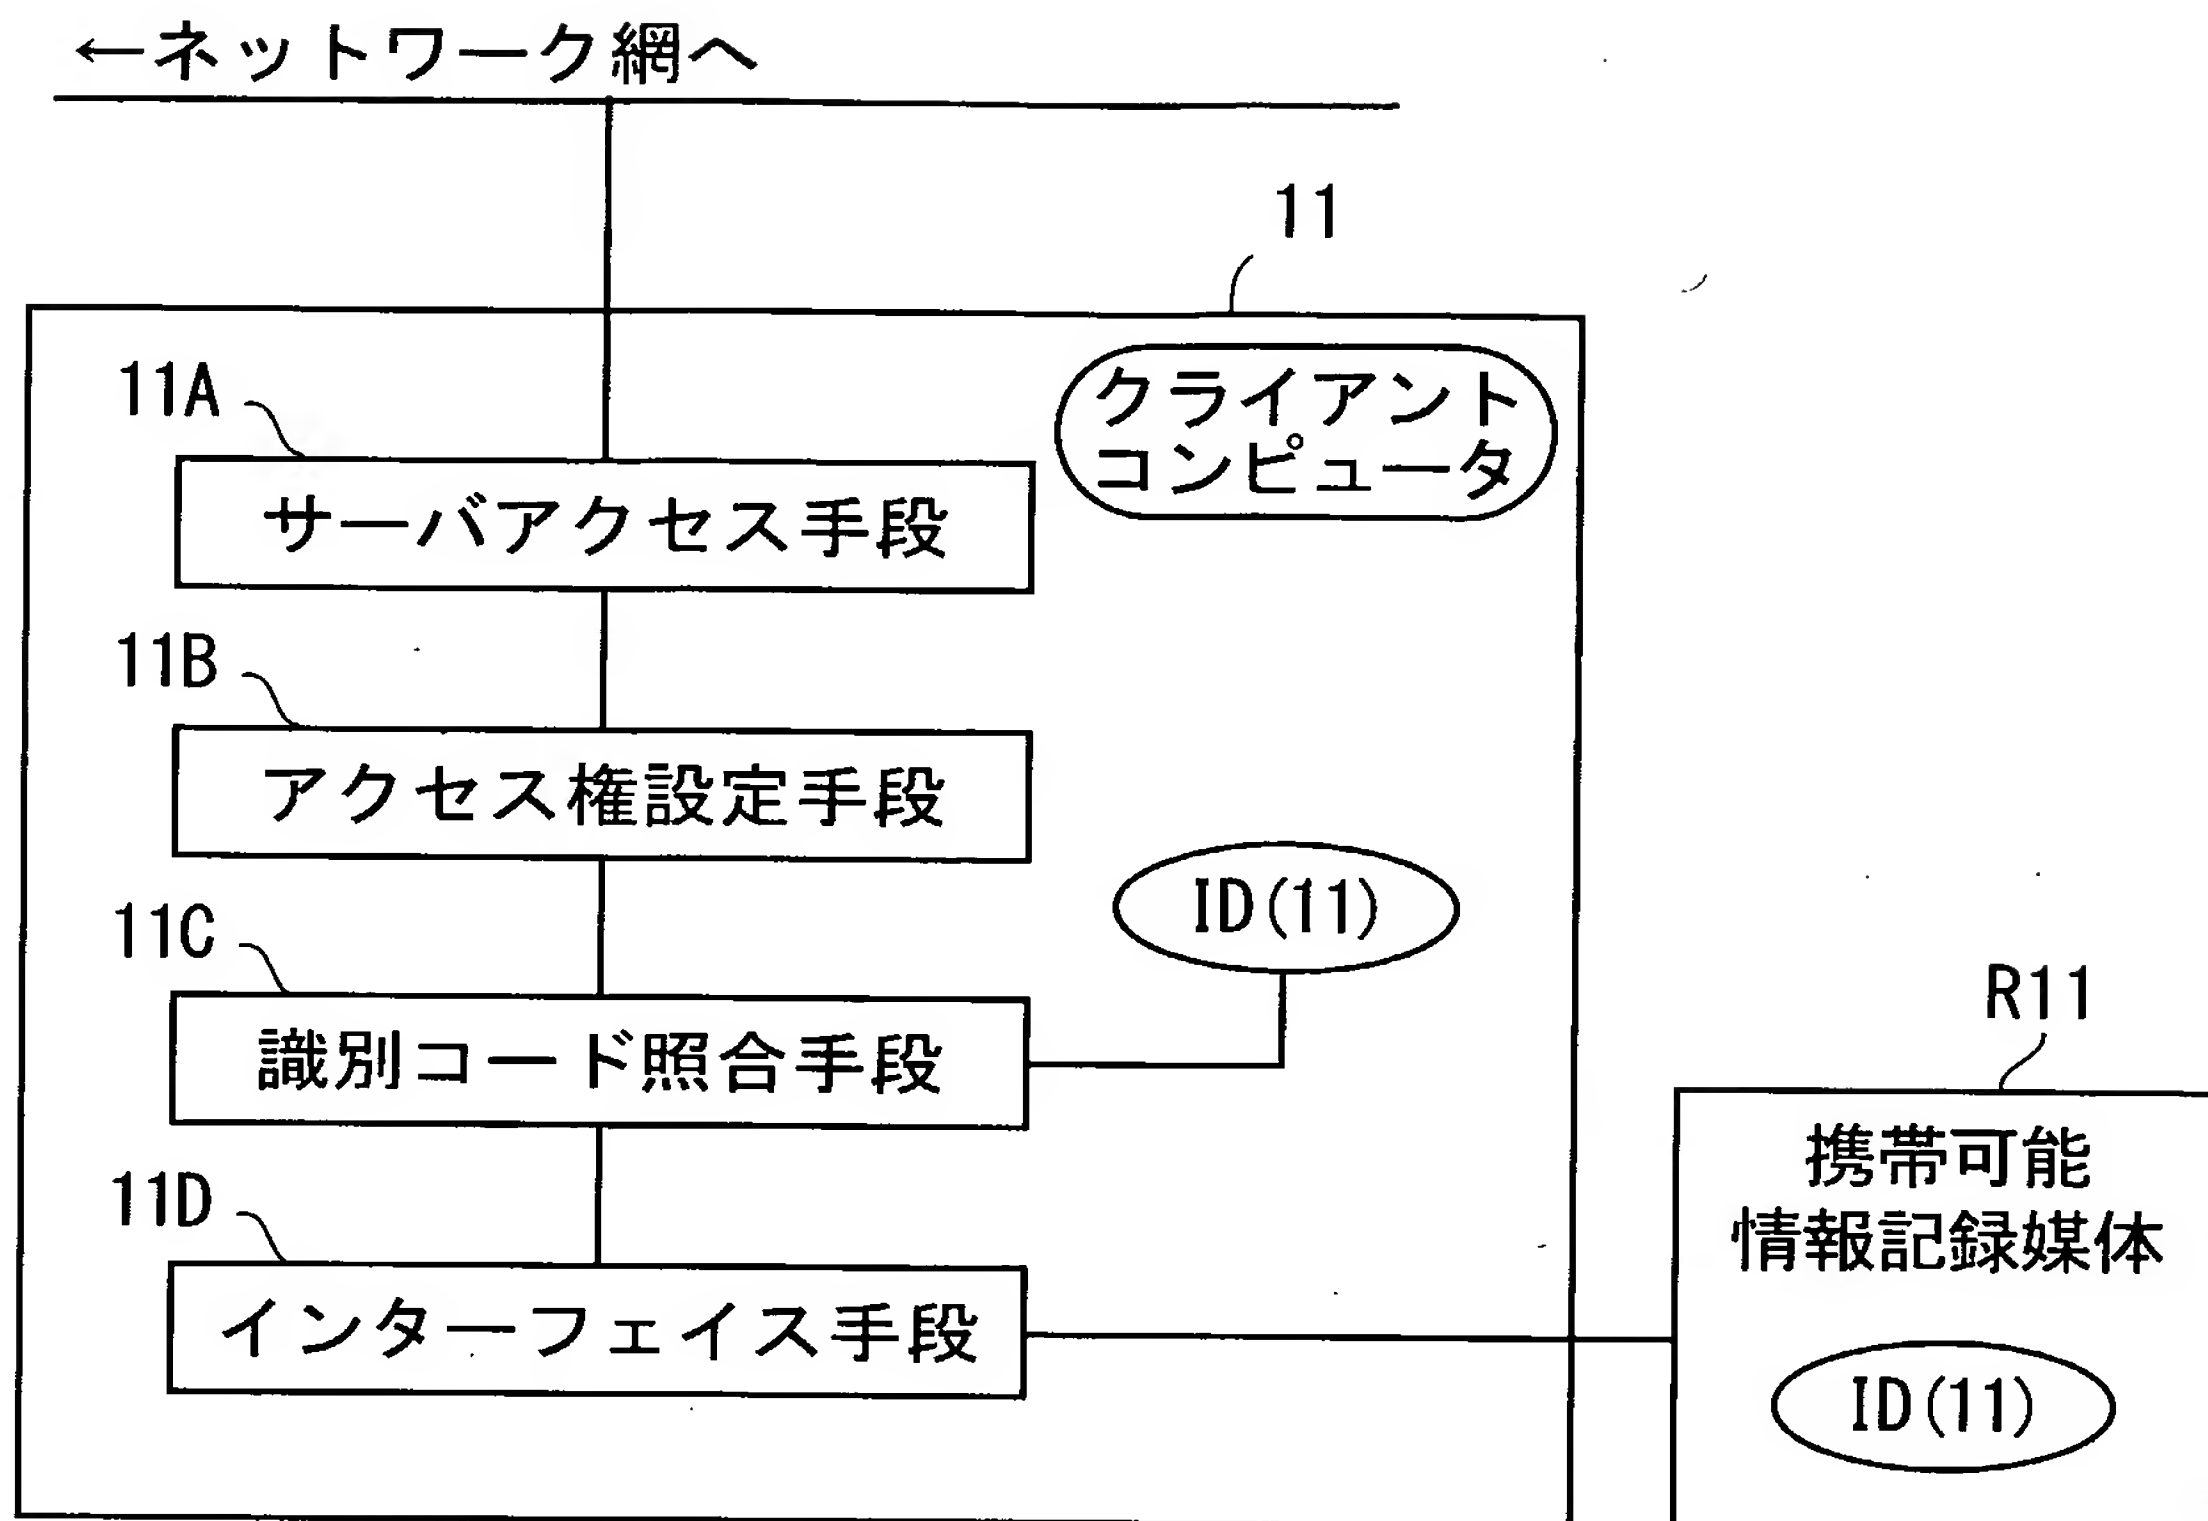 ←ネットワーク網へ
11
クライアント
コンピュータ
11A
サーバアクセス手段
11B
アクセス権設定手段
ID(11)
11C
識別コード照合手段
R11
携帯可能
情報記録媒体
11D
インターフェイス手段
ID(11)